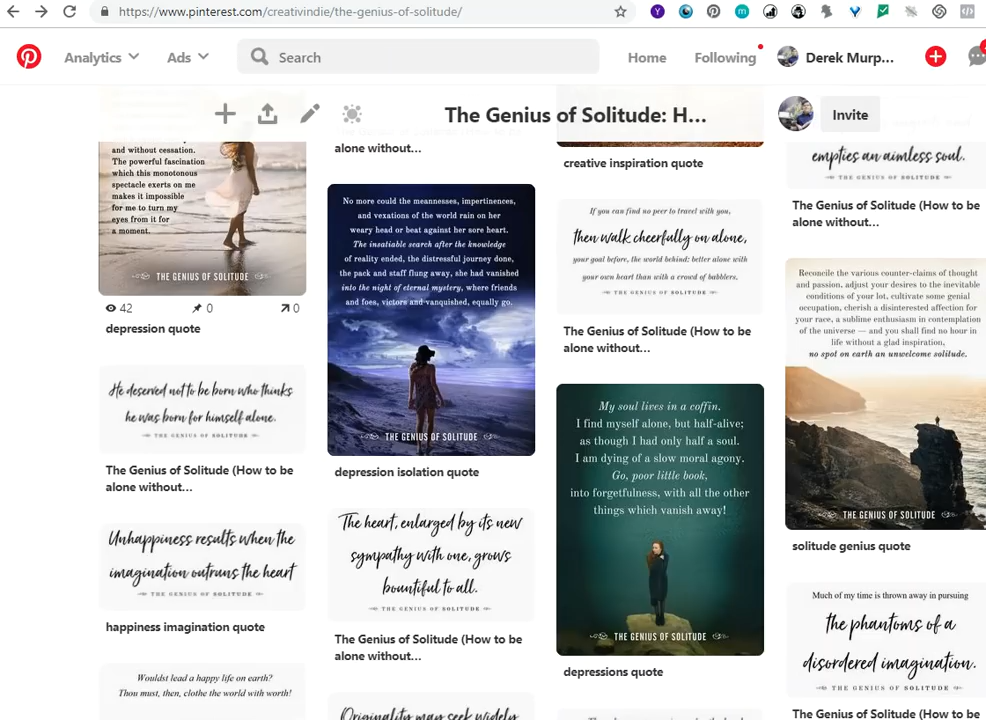 https://www.pinterest.com/creativindie/the-genius-of-solitude/
Analytics
Ads
Search
Home
Following
Derek Murp...
The Genius of Solitude: H...
Invite
and without cessation.
The powerful fascination
which this monotonous
spectacle exerts on me
makes it impossible
for me to turn my
eyes from it for
a moment.
THE GENIUS OF SOLITUDE
42
0
0
depression quote
He deserved not to be born who thinks
he was born for himself alone.
THE GENIUS OF SOLITUDE
The Genius of Solitude (How to be
alone without...
Unhappiness results when the
imagination outruns the heart
THE GENIUS OF SOLITUDE
happiness imagination quote
Wouldst lead a happy life on earth?
Thou must, then, clothe the world with worth!
alone without...
No more could the meannesses, impertinences,
and vexations of the world rain on her
weary head or beat against her sore heart.
The insatiable search after the knowledge
of reality ended, the distressful journey done,
the pack and staff flung away, she had vanished
into the night of eternal mystery, where friends
and foes, victors and vanquished, equally go.
THE GENIUS OF SOLITUDE
depression isolation quote
The heart, enlarged by its new
sympathy with one, grows
bountiful to all.
THE GENIUS OF SOLITUDE
The Genius of Solitude (How to be
alone without...
Originality may seek widely
creative inspiration quote
If you can find no peer to travel with you,
then walk cheerfully on alone,
your goal before, the world behind: better alone with
your own heart than with a crowd of babblers.
THE GENIUS OF SOLITUDE
The Genius of Solitude (How to be
alone without...
My soul lives in a coffin.
I find myself alone, but half-alive;
as though I had only half a soul.
I am dying of a slow moral agony.
Go, poor little book,
into forgetfulness, with all the other
things which vanish away!
THE GENIUS OF SOLITUDE
depressions quote
empties an aimless soul.
THE GENIUS OF SOLITUDE
The Genius of Solitude (How to be
alone without...
Reconcile the various counter-claims of thought
and passion, adjust your desires to the inevitable
conditions of your lot, cultivate some genial
occupation, cherish a disinterested affection for
your race, a sublime enthusiasm in contemplation
of the universe — and you shall find no hour in
life without a glad inspiration,
no spot on earth an unwelcome solitude.
THE GENIUS OF SOLITUDE
solitude genius quote
Much of my time is thrown away in pursuing
the phantoms of a
disordered imagination.
THE GENIUS OF SOLITUDE
The Genius of Solitude (How to be